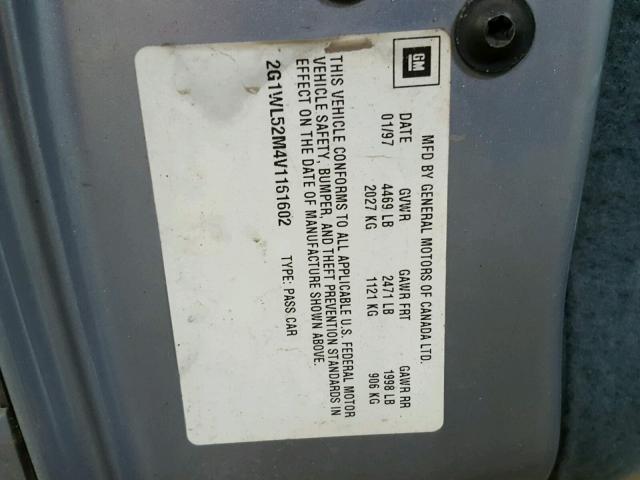 GM
MFD BY GENERAL MOTORS OF CANADA LTD.
DATE GVWR GAWR FRT GAWR RR
01/97 4469 LB 2471 LB 1998 LB
2027 KG 1121 KG 906 KG
THIS VEHICLE CONFORMS TO ALL APPLICABLE U.S. FEDERAL MOTOR
VEHICLE SAFETY, BUMPER, AND THEFT PREVENTION STANDARDS IN
EFFECT ON THE DATE OF MANUFACTURE SHOWN ABOVE.
2G1WL52M4V1151602 TYPE: PASS CAR